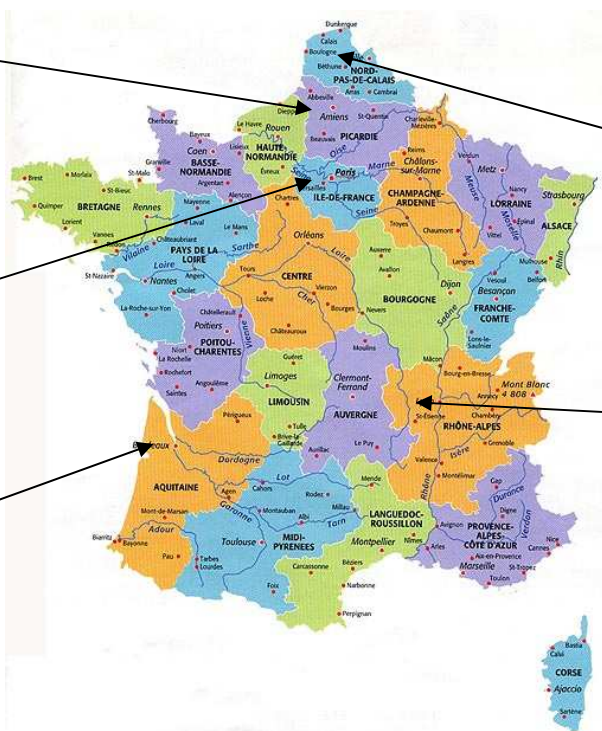 Dunkerque
Calais
Boulogne
Béthune
NORD-
PAS-DE-CALAIS
Arras
Cambrai
Abbeville
Dieppe
Amiens
St-Quentin
Charleville-
Mézières
Cherbourg
Le Havre
Rouen
Beauvais
PICARDIE
Oise
Bayeux
Caen
Lisieux
HAUTE-
NORMANDIE
Reims
Verdun
Metz
Granville
BASSE-
NORMANDIE
Évreux
Seine
Paris
Marne
Châlons-
sur-Marne
Meuse
Nancy
Strasbourg
Brest
Morlaix
St-Malo
Argentan
Alençon
ILE-DE-FRANCE
CHAMPAGNE-
ARDENNE
LORRAINE
Moselle
St-Brieuc
Mayenne
Chartres
Seine
Troyes
Epinal
ALSACE
Quimper
BRETAGNE
Rennes
Laval
Chaumont
Vittel
Rhin
Lorient
Le Mans
Orléans
Loire
Auxerre
Langres
Mulhouse
Vannes
Châteaubriant
Sarthe
Avallon
Vesoul
Belfort
Vilaine
PAYS DE LA
LOIRE
Tours
CENTRE
Dijon
Besançon
St Nazaire
Loire
Angers
Vierzon
BOURGOGNE
FRANCHE-
COMTE
Nantes
Cholet
Loche
Cher
Bourges
Nevers
Saône
La-Roche-sur-Yon
Châtellerault
Châteauroux
Lons-le-
Saulnier
Poitiers
Vienne
Moulins
Mâcon
POITOU-
CHARENTES
Niort
La Rochelle
Guéret
Bourg-en-Bresse
Rochefort
Limoges
Clermont-
Ferrand
Annecy
Mont Blanc
4 808
Saintes
Angoulême
LIMOUSIN
AUVERGNE
St-Etienne
Chambéry
RHÔNE-ALPES
Périgueux
Tulle
Brive-la-
Gaillarde
Le Puy
Isère
Grenoble
Dordogne
Aurillac
Valence
AQUITAINE
Lot
Mende
Rhône
Montélimar
Gap
Agen
Cahors
Rodez
Durance
Mont-de-Marsan
Garonne
Montauban
Millau
LANGUEDOC-
ROUSSILLON
Digne
Verdon
Adour
Albi
Tarn
Avignon
PROVENCE-
ALPES-
CÔTE D'AZUR
Biarritz
Bayonne
Toulouse
MIDI-
PYRENEES
Montpellier
Nîmes
Arles
Nice
Cannes
Pau
Tarbes
Lourdes
Béziers
Aix-en-Provence
Marseille
St-Tropez
Carcassonne
Toulon
Foix
Narbonne
Perpignan
Bastia
Calvi
CORSE
Ajaccio
Sartène